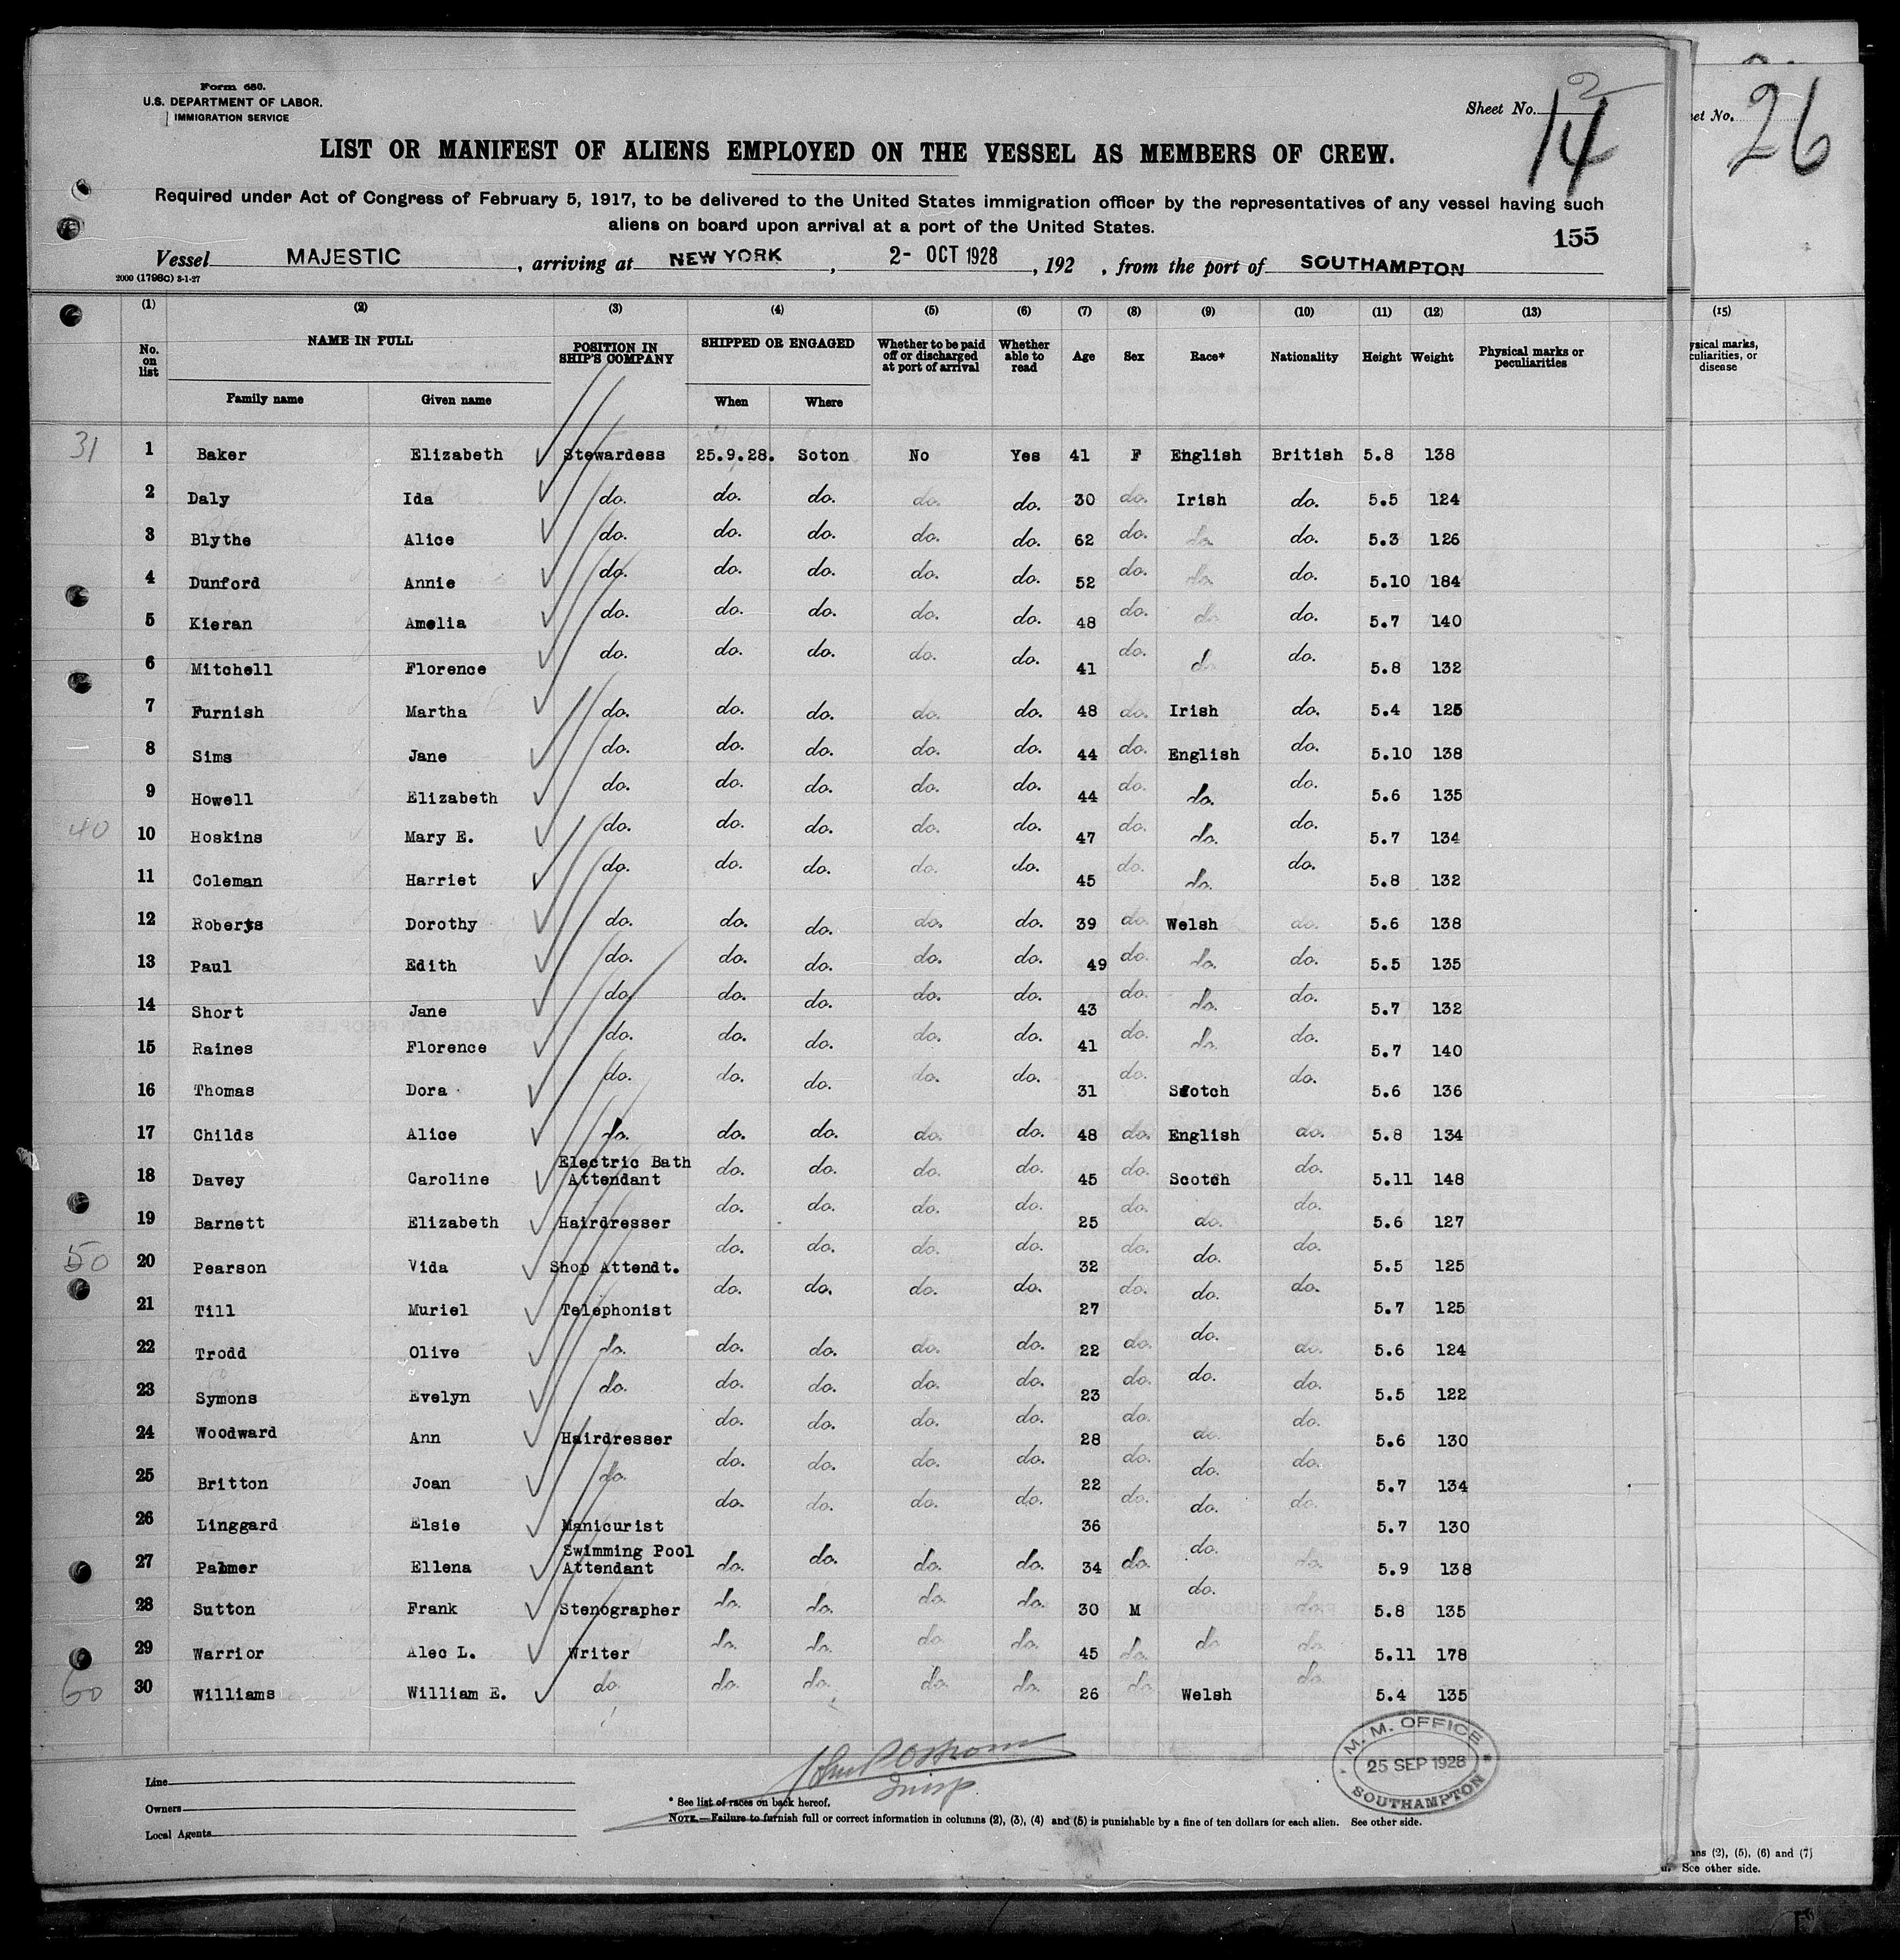 Form 680.
U.S. DEPARTMENT OF LABOR.
IMMIGRATION SERVICE
Sheet No. 14
2
LIST OR MANIFEST OF ALIENS EMPLOYED ON THE VESSEL AS MEMBERS OF CREW.
Required under Act of Congress of February 5, 1917, to be delivered to the United States immigration officer by the representatives of any vessel having such
aliens on board upon arrival at a port of the United States.
155
Vessel MAJESTIC, arriving at NEW YORK, 2- OCT 1928, 192 , from the port of SOUTHAMPTON
2000 (1798C) 8-1-27
(1) (2) (3) (4) (5) (6) (7) (8) (9) (10) (11) (12) (13)
No. on list NAME IN FULL POSITION IN SHIP'S COMPANY SHIPPED OR ENGAGED Whether to be paid off or discharged at port of arrival Whether able to read Age Sex Race* Nationality Height Weight Physical marks or peculiarities
Family name Given name When Where
31 1 Baker Elizabeth Stewardess 25.9.28. Soton No Yes 41 F English British 5.8 138
2 Daly Ida do. do. do. do. do. 30 do. Irish do. 5.5 124
3 Blythe Alice do. do. do. do. do. 62 do. do. do. 5.3 126
4 Dunford Annie do. do. do. do. do. 52 do. do. do. 5.10 184
5 Kieran Amelia do. do. do. do. do. 48 do. do. do. 5.7 140
6 Mitchell Florence do. do. do. do. do. 41 do. do. do. 5.8 132
7 Furnish Martha do. do. do. do. do. 48 do. Irish do. 5.4 125
8 Sims Jane do. do. do. do. do. 44 do. English do. 5.10 138
9 Howell Elizabeth do. do. do. do. do. 44 do. do. do. 5.6 135
40 10 Hoskins Mary E. do. do. do. do. do. 47 do. do. do. 5.7 134
11 Coleman Harriet do. do. do. do. do. 45 do. do. do. 5.8 132
12 Roberts Dorothy do. do. do. do. do. 39 do. Welsh do. 5.6 138
13 Paul Edith do. do. do. do. do. 49 do. do. do. 5.5 135
14 Short Jane do. do. do. do. do. 43 do. do. do. 5.7 132
15 Raines Florence do. do. do. do. do. 41 do. do. do. 5.7 140
16 Thomas Dora do. do. do. do. do. 31 do. Scotch do. 5.6 136
17 Childs Alice do. do. do. do. do. 48 do. English do. 5.8 134
18 Davey Caroline Electric Bath Attendant do. do. do. do. 45 do. Scotch do. 5.11 148
19 Barnett Elizabeth Hairdresser do. do. do. do. 25 do. do. do. 5.6 127
50 20 Pearson Vida Shop Attendt. do. do. do. do. 32 do. do. do. 5.5 125
21 Till Muriel Telephonist do. do. do. do. 27 do. do. do. 5.7 125
22 Trodd Olive do. do. do. do. do. 22 do. do. do. 5.6 124
23 Symons Evelyn do. do. do. do. do. 23 do. do. do. 5.5 122
24 Woodward Ann Hairdresser do. do. do. do. 28 do. do. do. 5.6 130
25 Britton Joan do. do. do. do. do. 22 do. do. do. 5.7 134
26 Linggard Elsie Manicurist do. do. do. do. 36 do. do. do. 5.7 130
27 Palmer Ellena Swimming Pool Attendant do. do. do. do. 34 do. do. do. 5.9 138
28 Sutton Frank Stenographer do. do. do. do. 30 M do. do. 5.8 135
29 Warrior Alec L. Writer do. do. do. do. 45 do. do. do. 5.11 178
60 30 Williams William E. do. do. do. do. do. 26 do. Welsh do. 5.4 135
Line
Owners
Local Agents
* See list of races on back hereof.
NOTE.—Failure to furnish full or correct information in columns (2), (3), (4) and (5) is punishable by a fine of ten dollars for each alien. See other side.
M. M. OFFICE
25 SEP 1928
SOUTHAMPTON
et No. 26
(15)
ysical marks,
culiarities, or
disease
ns (2), (5), (6) and (7)
See other side.